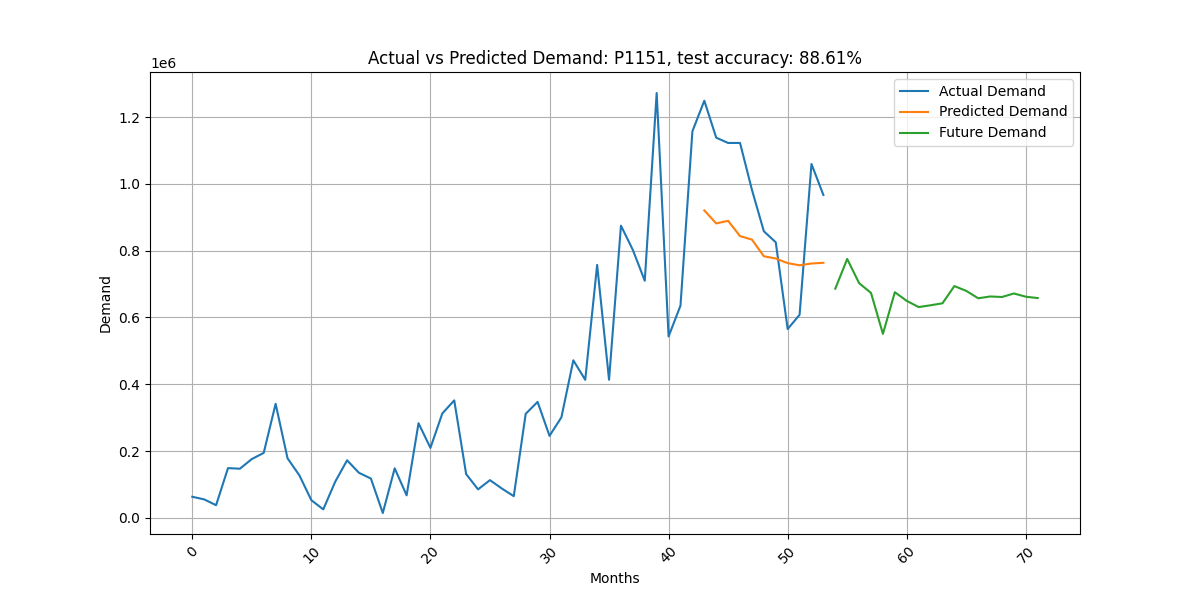 Actual vs Predicted Demand: P1151, test accuracy: 88.61%
1e6
Actual Demand
Predicted Demand
Future Demand
1.2
1.0
0.8
0.6
0.4
0.2
0.0
Demand
0 10 20 30 40 50 60 70
Months